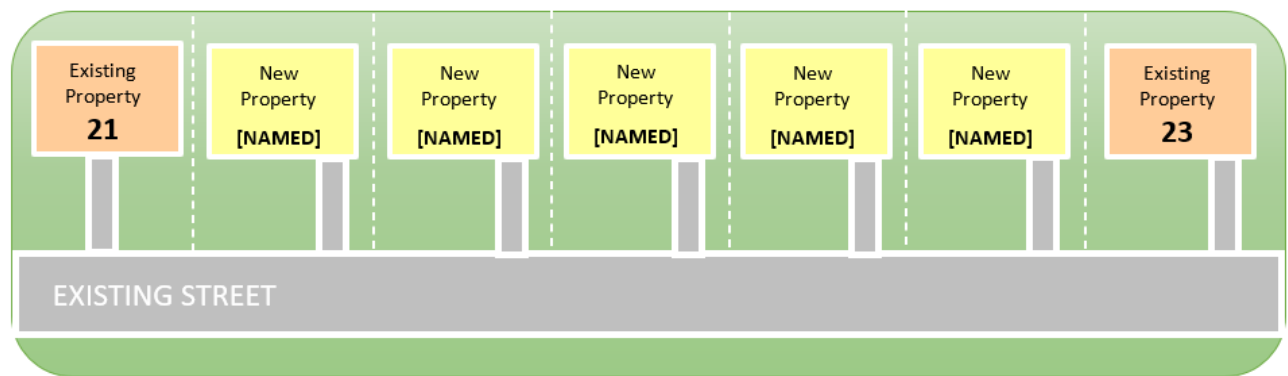 Existing
Property
21
New
Property
[NAMED]
New
Property
[NAMED]
New
Property
[NAMED]
New
Property
[NAMED]
New
Property
[NAMED]
Existing
Property
23
EXISTING STREET